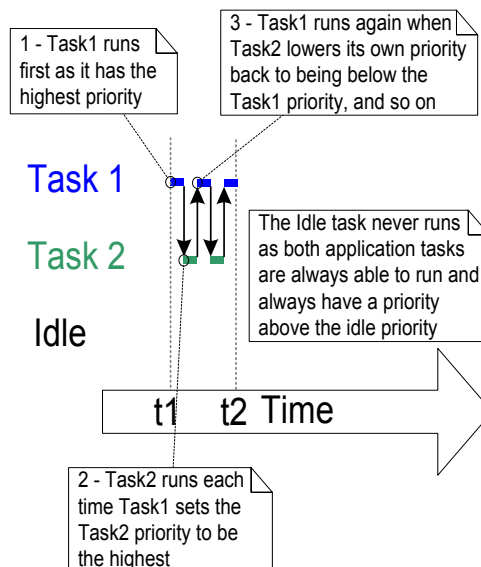 1 - Task1 runs
first as it has the
highest priority
3 - Task1 runs again when
Task2 lowers its own priority
back to being below the
Task1 priority, and so on
Task 1
Task 2
Idle
The Idle task never runs
as both application tasks
are always able to run and
always have a priority
above the idle priority
t1 t2 Time
2 - Task2 runs each
time Task1 sets the
Task2 priority to be
the highest